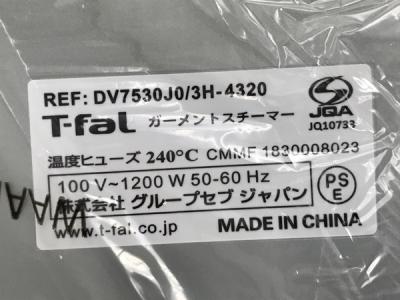 REF: DV7530J0/3H-4320
T-fal ガーメントスチーマー
JQA
JQ10733
温度ヒューズ 240°C CMMF 1830008023
100 V~1200 W 50-60 Hz
株式会社 グループセブ ジャパン
PS
E
www.t-fal.co.jp MADE IN CHINA